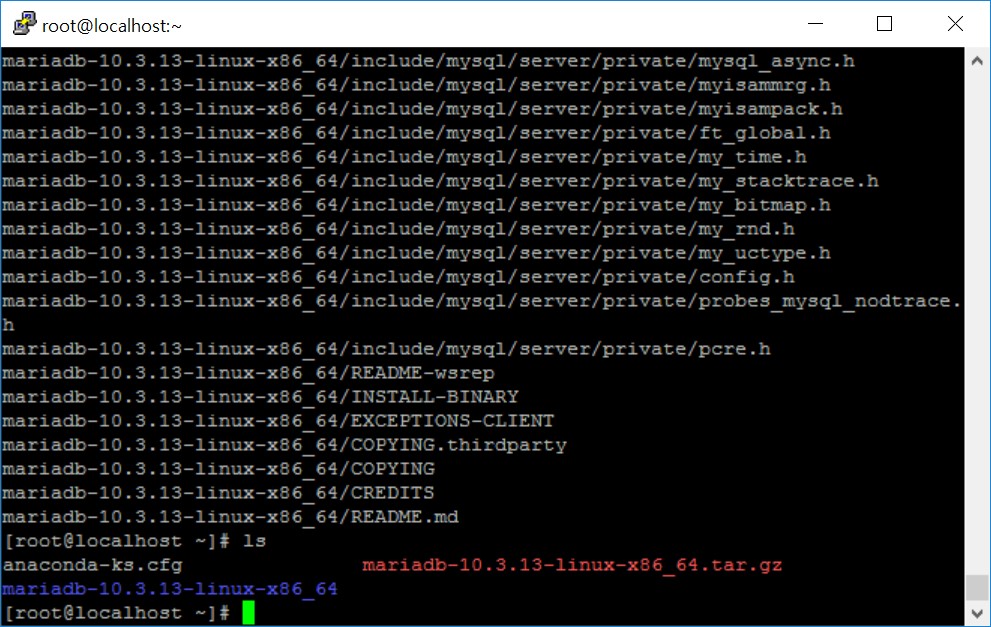 root@localhost:~
mariadb-10.3.13-linux-x86_64/include/mysql/server/private/mysql_async.h
mariadb-10.3.13-linux-x86_64/include/mysql/server/private/myisammrg.h
mariadb-10.3.13-linux-x86_64/include/mysql/server/private/myisampack.h
mariadb-10.3.13-linux-x86_64/include/mysql/server/private/ft_global.h
mariadb-10.3.13-linux-x86_64/include/mysql/server/private/my_time.h
mariadb-10.3.13-linux-x86_64/include/mysql/server/private/my_stacktrace.h
mariadb-10.3.13-linux-x86_64/include/mysql/server/private/my_bitmap.h
mariadb-10.3.13-linux-x86_64/include/mysql/server/private/my_rnd.h
mariadb-10.3.13-linux-x86_64/include/mysql/server/private/my_uctype.h
mariadb-10.3.13-linux-x86_64/include/mysql/server/private/config.h
mariadb-10.3.13-linux-x86_64/include/mysql/server/private/probes_mysql_nodtrace.
h
mariadb-10.3.13-linux-x86_64/include/mysql/server/private/pcre.h
mariadb-10.3.13-linux-x86_64/README-wsrep
mariadb-10.3.13-linux-x86_64/INSTALL-BINARY
mariadb-10.3.13-linux-x86_64/EXCEPTIONS-CLIENT
mariadb-10.3.13-linux-x86_64/COPYING.thirdparty
mariadb-10.3.13-linux-x86_64/COPYING
mariadb-10.3.13-linux-x86_64/CREDITS
mariadb-10.3.13-linux-x86_64/README.md
[root@localhost ~]# ls
anaconda-ks.cfg mariadb-10.3.13-linux-x86_64.tar.gz
mariadb-10.3.13-linux-x86_64
[root@localhost ~]#